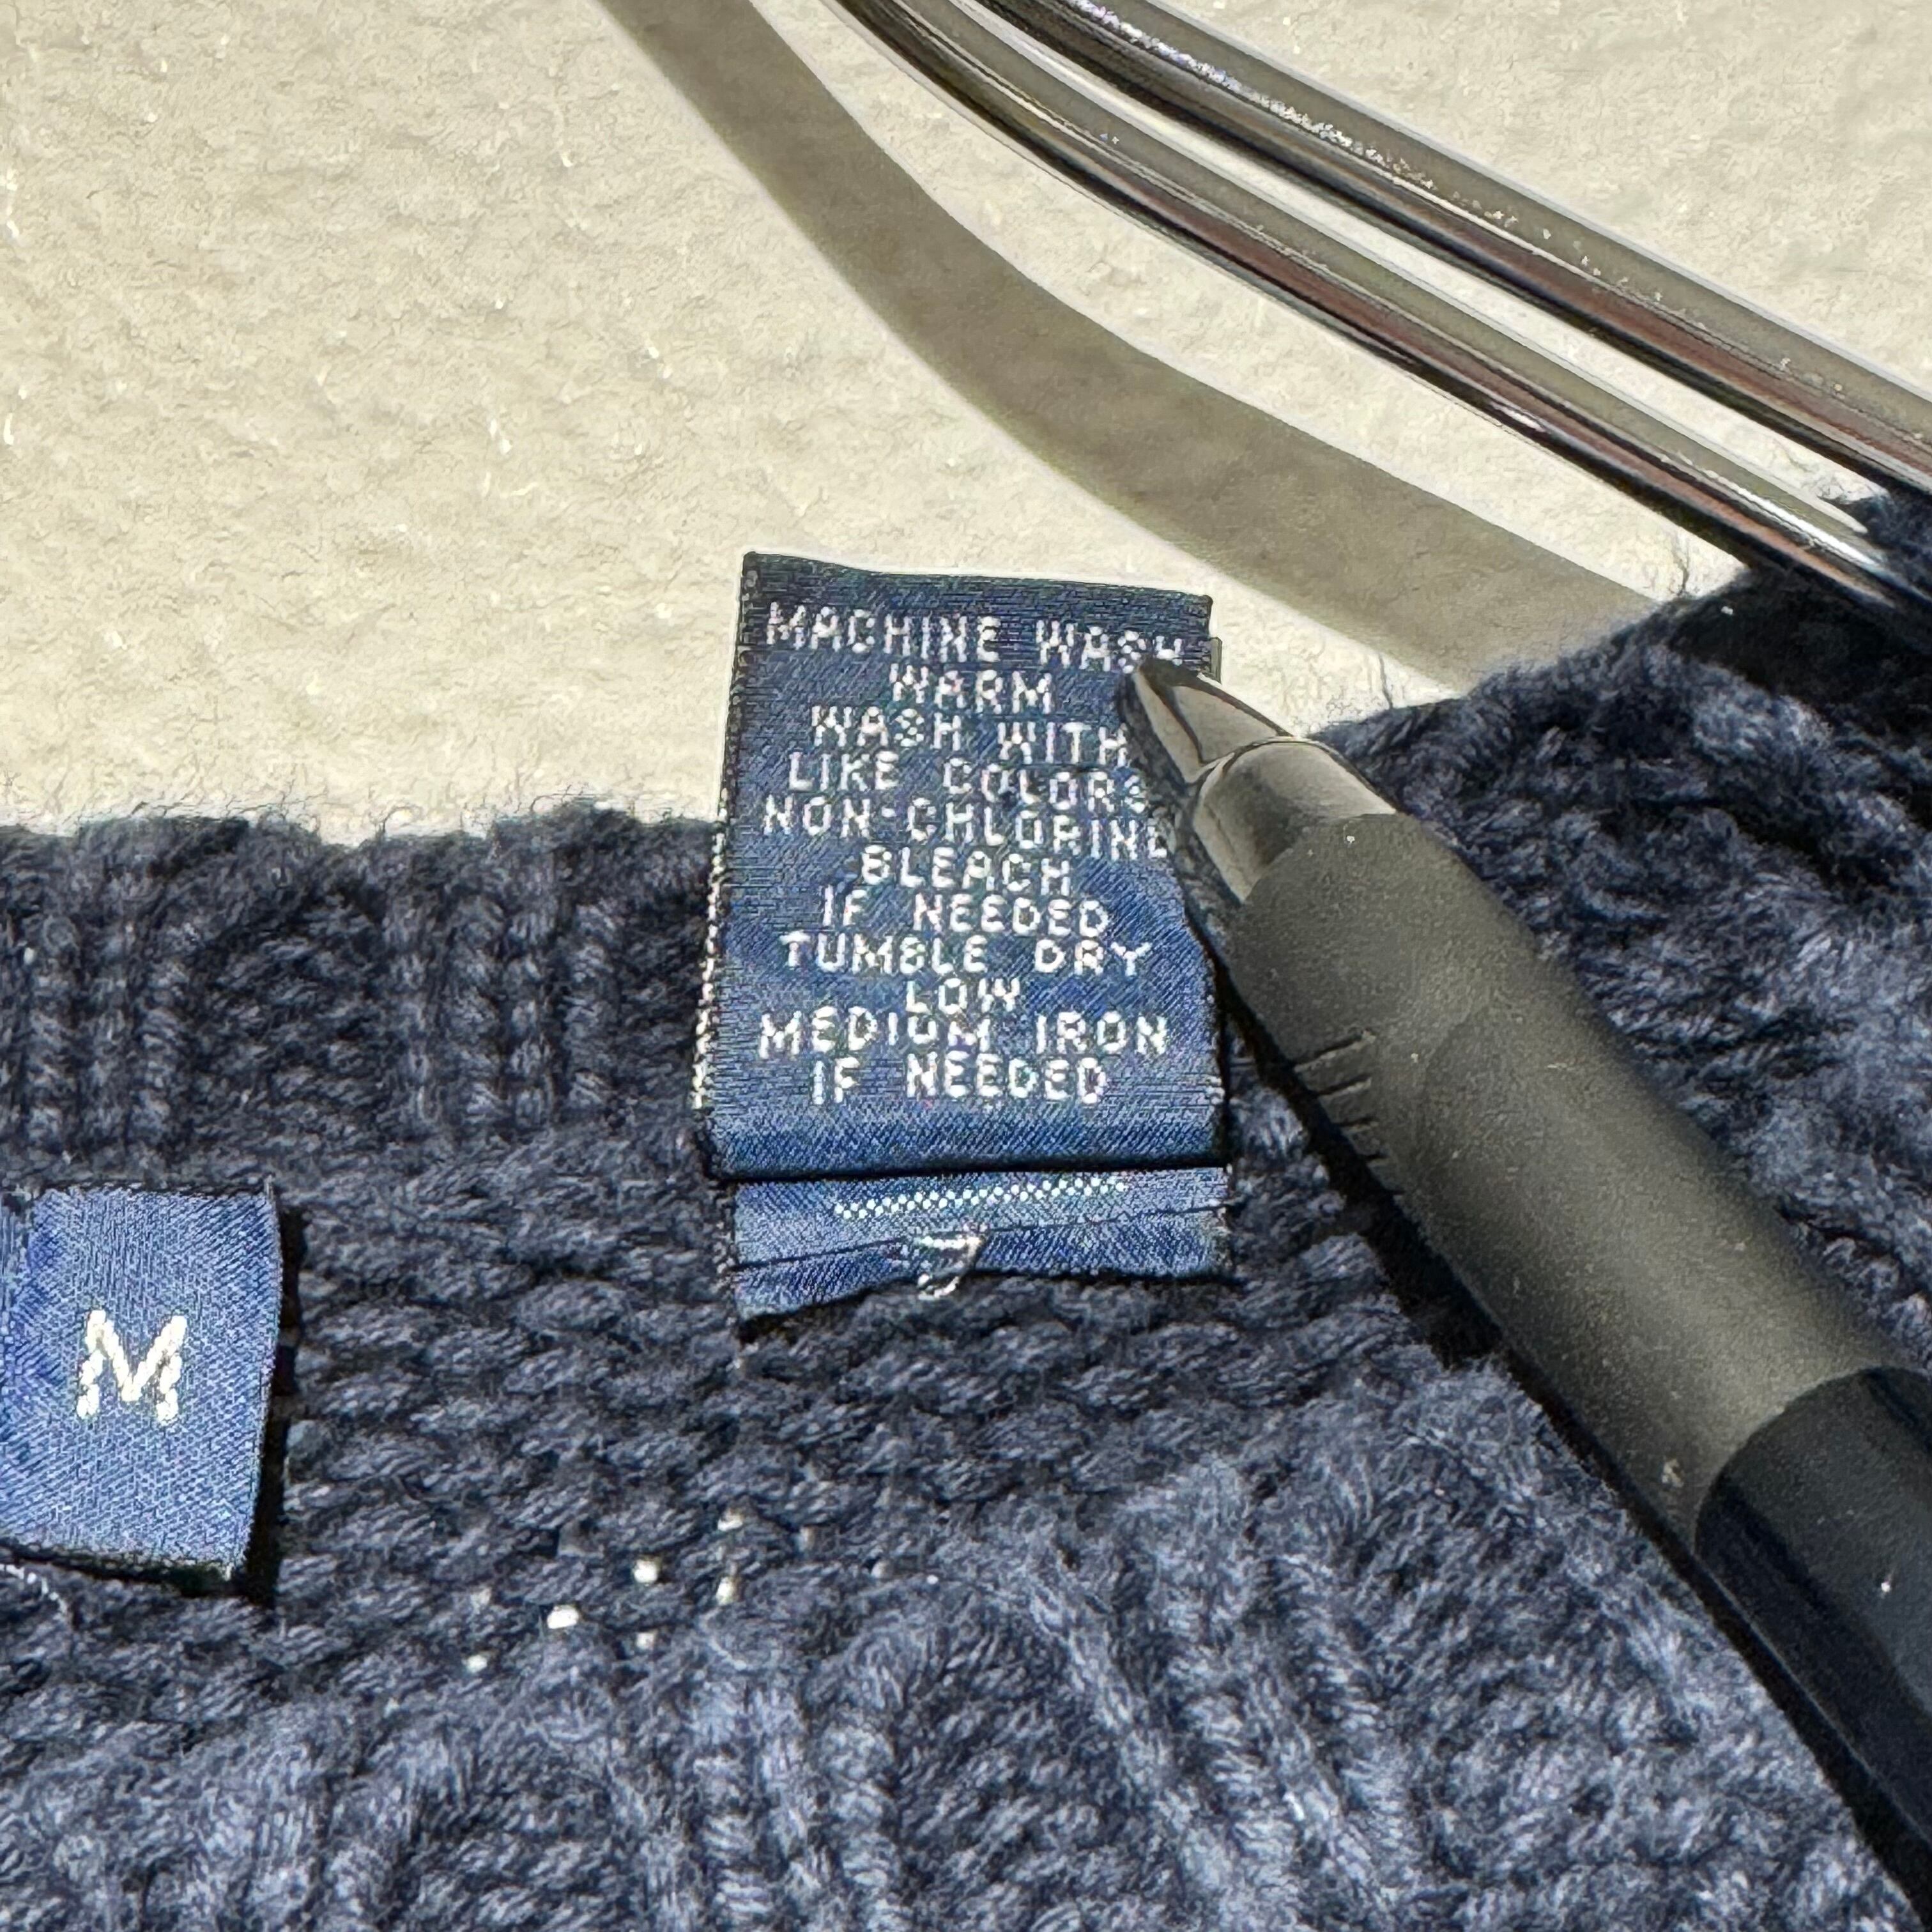 MACHINE WASH
WARM
WASH WITH
LIKE COLORS
NON-CHLORINE
BLEACH
IF NEEDED
TUMBLE DRY
LOW
MEDIUM IRON
IF NEEDED
M